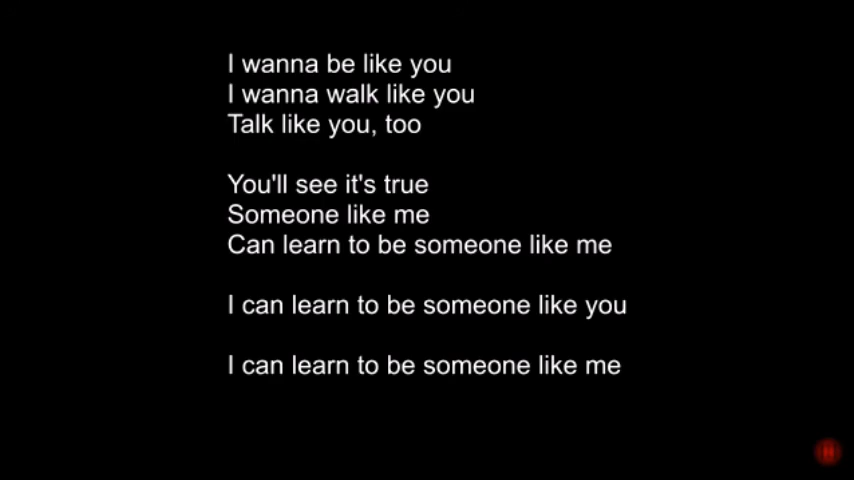 I wanna be like you
I wanna walk like you
Talk like you, too
You'll see it's true
Someone like me
Can learn to be someone like me
I can learn to be someone like you
I can learn to be someone like me